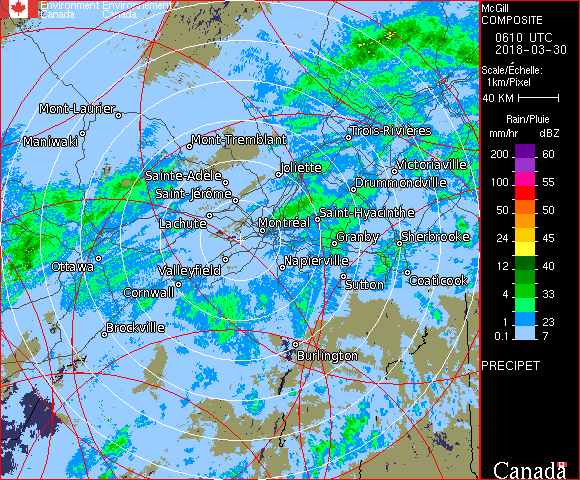 Environment Environnement
Canada Canada
McGill
COMPOSITE
0610 UTC
2018-03-30
Scale/Échelle:
1km/Pixel
40 KM
Rain/Pluie
mm/hr dBZ
200 60
100 55
50 50
24 45
12 40
4 33
1 23
0.1 7
PRECIPET
Canada
Mont-Laurier
Maniwaki
Mont-Tremblant
Trois-Rivières
Sainte-Adèle
Joliette
Victoriaville
Saint-Jérôme
Drummondville
Lachute
Montréal
Saint-Hyacinthe
Granby
Sherbrooke
Ottawa
Valleyfield
Napierville
Cornwall
Sutton
Coaticook
Brockville
Burlington